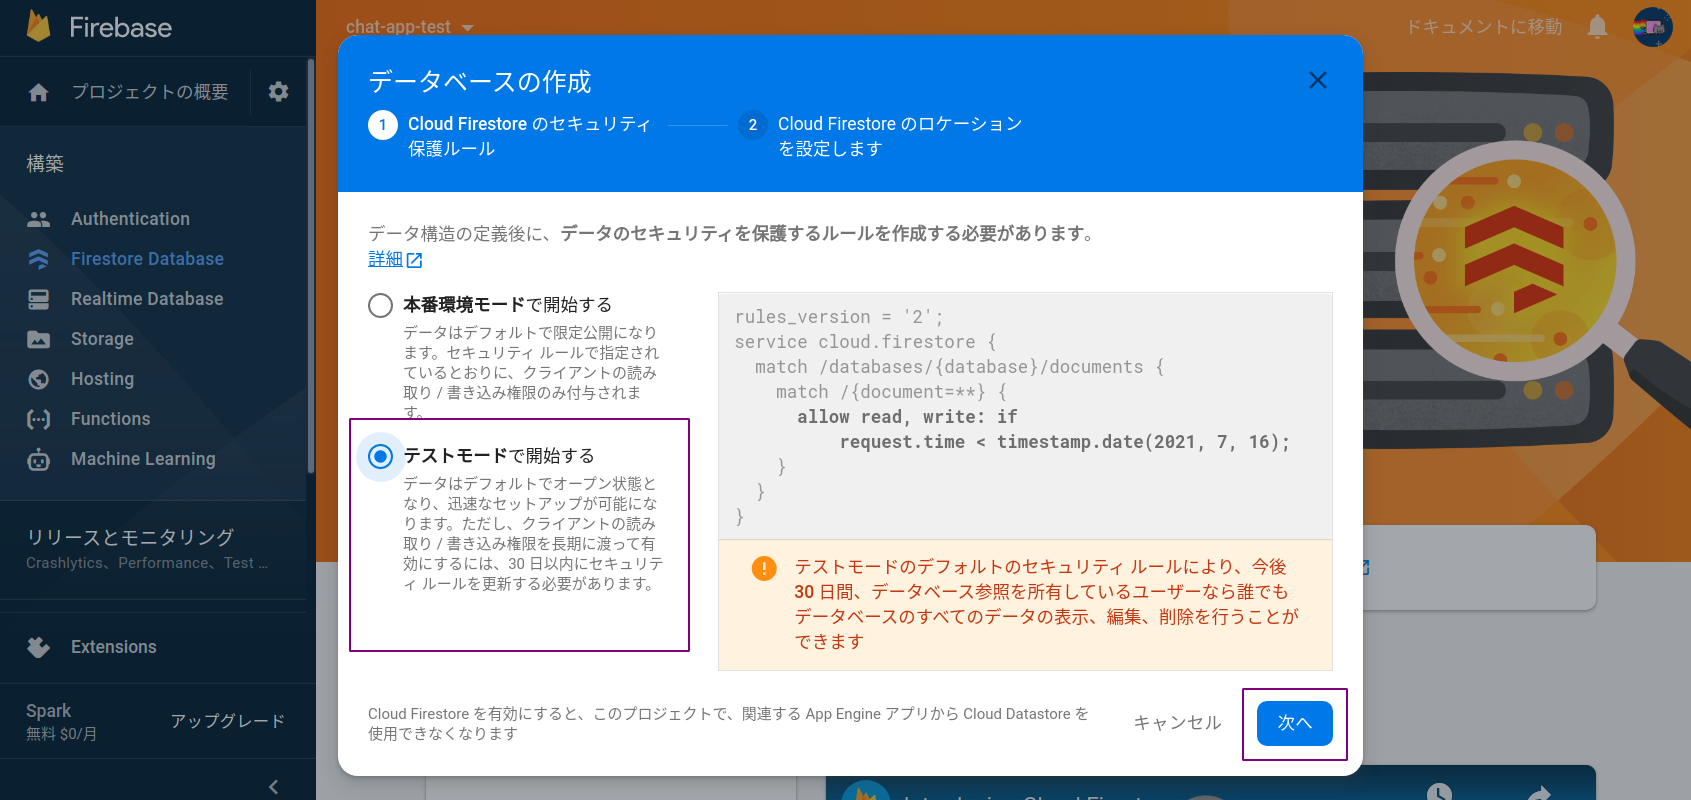 Firebase
プロジェクトの概要
構築
Authentication
Firestore Database
Realtime Database
Storage
Hosting
Functions
Machine Learning
リリースとモニタリング
Crashlytics、Performance、Test ...
Extensions
Spark
無料 $0/月
アップグレード
chat-app-test
ドキュメントに移動
データベースの作成
1
Cloud Firestore のセキュリティ
保護ルール
2
Cloud Firestore のロケーション
を設定します
データ構造の定義後に、データのセキュリティを保護するルールを作成する必要があります。
詳細
本番環境モードで開始する
データはデフォルトで限定公開になり
ます。セキュリティ ルールで指定され
ているとおりに、クライアントの読み
取り / 書き込み権限のみ付与されま
す。
テストモードで開始する
データはデフォルトでオープン状態と
なり、迅速なセットアップが可能にな
ります。ただし、クライアントの読み
取り / 書き込み権限を長期に渡って有
効にするには、30 日以内にセキュリテ
ィ ルールを更新する必要があります。
rules_version = '2';
service cloud.firestore {
match /databases/{database}/documents {
match /{document=**} {
allow read, write: if
request.time < timestamp.date(2021, 7, 16);
}
}
}
テストモードのデフォルトのセキュリティ ルールにより、今後
30 日間、データベース参照を所有しているユーザーなら誰でも
データベースのすべてのデータの表示、編集、削除を行うことが
できます
Cloud Firestore を有効にすると、このプロジェクトで、関連する App Engine アプリから Cloud Datastore を
使用できなくなります
キャンセル
次へ